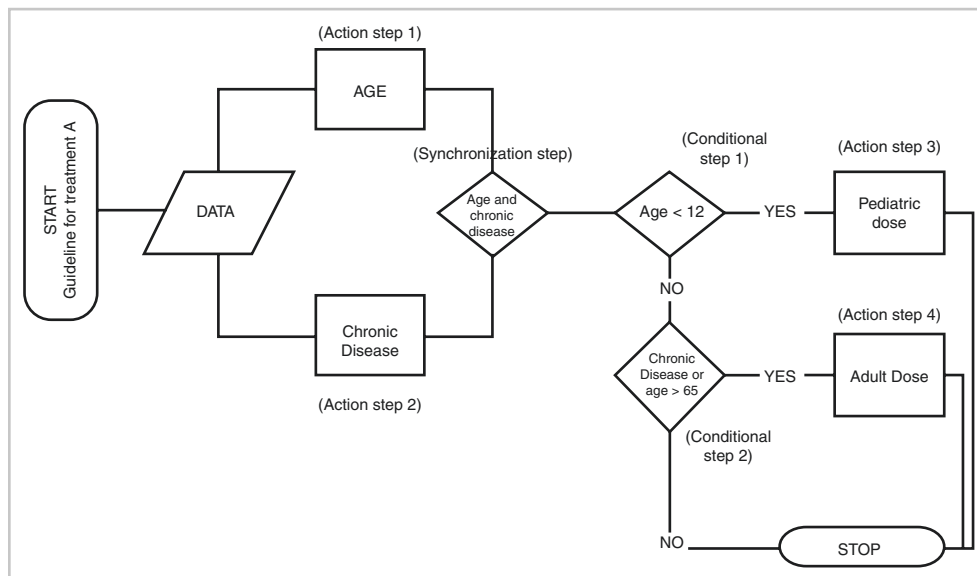 START
Guideline for treatment A
DATA
(Action step 1)
AGE
Chronic
Disease
(Action step 2)
(Synchronization step)
Age and
chronic
disease
(Conditional
step 1)
Age < 12
YES
(Action step 3)
Pediatric
dose
NO
Chronic
Disease or
age > 65
(Conditional
step 2)
YES
(Action step 4)
Adult Dose
NO
STOP